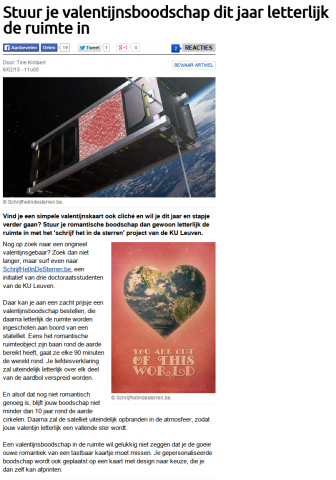 Stuur je valentijnsboodschap dit jaar letterlijk
de ruimte in
Aanbevelen Delen 19 Tweet 1 +1 0 2 REACTIES
Door: Tine Kintaert
6/02/15 - 11u00
BEWAAR ARTIKEL
© Schrijfhetindesterren.be.
Vind je een simpele valentijnskaart ook cliché en wil je dit jaar en stapje
verder gaan? Stuur je romantische boodschap dan gewoon letterlijk de
ruimte in met het 'schrijf het in de sterren' project van de KU Leuven.
Nog op zoek naar een origineel
valentijnsgebaar? Zoek dan niet
langer, maar surf even naar
SchrijfHetInDeSterren.be, een
initiatief van drie doctoraatsstudenten
van de KU Leuven.
Daar kan je aan een zacht prijsje een
valentijnsboodschap bestellen, die
daarna letterlijk de ruimte worden
ingeschoten aan boord van een
statelliet. Eens het romantische
ruimteobject zijn baan rond de aarde
bereikt heeft, gaat ze elke 90 minuten
de wereld rond. Je liefdesverklaring
zal uiteindelijk letterlijk over elk deel
van de aardbol verspreid worden.
YOU ARE OUT
OF THIS
WORLD
© Schrijfhetindesterren.be
En alsof dat nog niet romantisch
genoeg is, blijft jouw boodschap niet
minder dan 10 jaar rond de aarde
cirkelen. Daarna zal de satelliet uiteindelijk opbranden in de atmosfeer, zodat
jouw valentijn letterlijk een vallende ster wordt.
Een valentijnsboodschap in de ruimte wil gelukkig niet zeggen dat je de goeie
ouwe romantiek van een tastbaar kaartje moet missen. Je gepersonaliseerde
boodschap wordt ook geplaatst op een kaart met design naar keuze, die je
dan zelf kan afprinten.